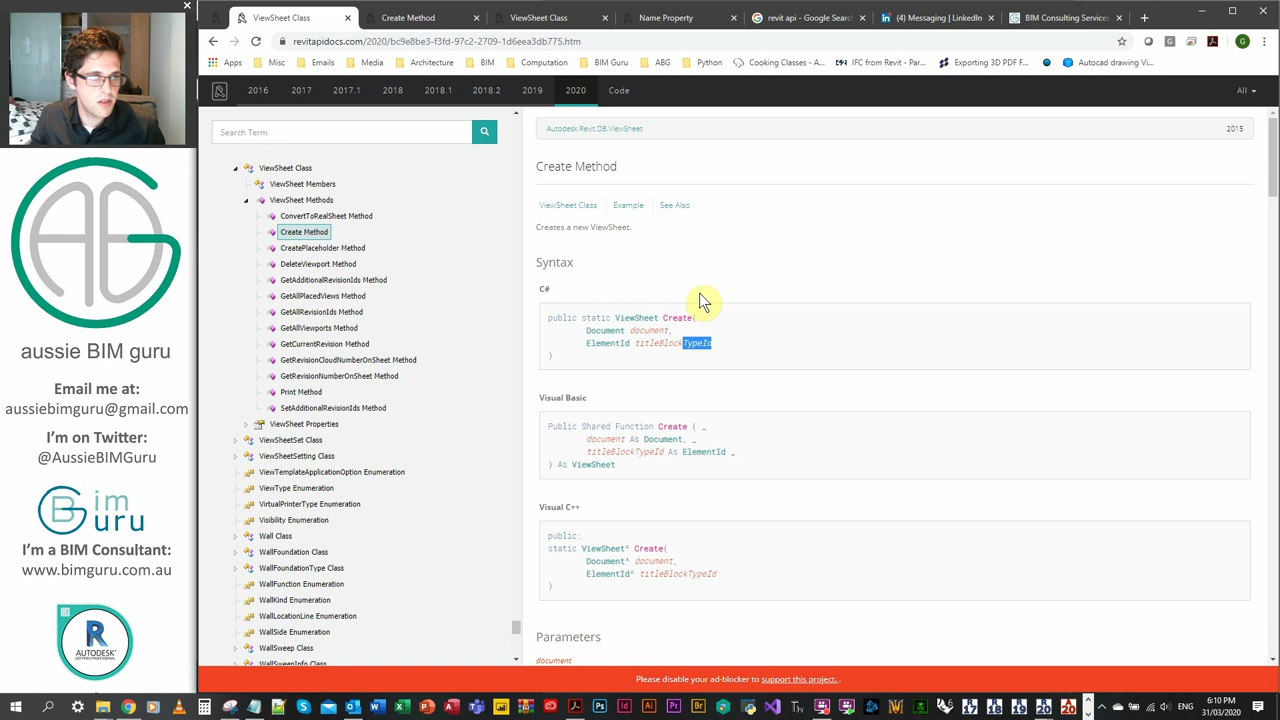 ViewSheet Class
Create Method
ViewSheet Class
Name Property
revit api - Google Search
(4) Messaging | LinkedIn
BIM Consulting Services
revitapidocs.com/2020/bc9e8be3-f3fd-97c2-2709-1d6eea3db775.htm
Apps
Misc
Emails
Media
Architecture
BIM
Computation
BIM Guru
ABG
Python
Cooking Classes - A...
IFC from Revit - Par...
Exporting 3D PDF F...
Autocad drawing Vi...
2016
2017
2017.1
2018
2018.1
2018.2
2019
2020
Code
All
Search Term
ViewSheet Class
ViewSheet Members
ViewSheet Methods
ConvertToRealSheet Method
Create Method
CreatePlaceholder Method
DeleteViewport Method
GetAdditionalRevisionIds Method
GetAllPlacedViews Method
GetAllRevisionIds Method
GetAllViewports Method
GetCurrentRevision Method
GetRevisionCloudNumberOnSheet Method
GetRevisionNumberOnSheet Method
Print Method
SetAdditionalRevisionIds Method
ViewSheet Properties
ViewSheetSet Class
ViewSheetSetting Class
ViewTemplateApplicationOption Enumeration
ViewType Enumeration
VirtualPrinterType Enumeration
Visibility Enumeration
Wall Class
WallFoundation Class
WallFoundationType Class
WallFunction Enumeration
WallKind Enumeration
WallLocationLine Enumeration
WallSide Enumeration
WallSweep Class
WallSweepInfo Class
Autodesk.Revit.DB.ViewSheet
2015
Create Method
ViewSheet Class
Example
See Also
Creates a new ViewSheet.
Syntax
C#
public static ViewSheet Create(
Document document,
ElementId titleBlockTypeId
)
Visual Basic
Public Shared Function Create ( _
document As Document, _
titleBlockTypeId As ElementId _
) As ViewSheet
Visual C++
public:
static ViewSheet^ Create(
Document^ document,
ElementId^ titleBlockTypeId
)
Parameters
document
Please disable your ad-blocker to support this project. .
aussie BIM guru
Email me at:
aussiebimguru@gmail.com
I'm on Twitter:
@AussieBIMGuru
Bim
Guru
I'm a BIM Consultant:
www.bimguru.com.au
R
AUTODESK
CERTIFIED PROFESSIONAL
6:10 PM
31/03/2020